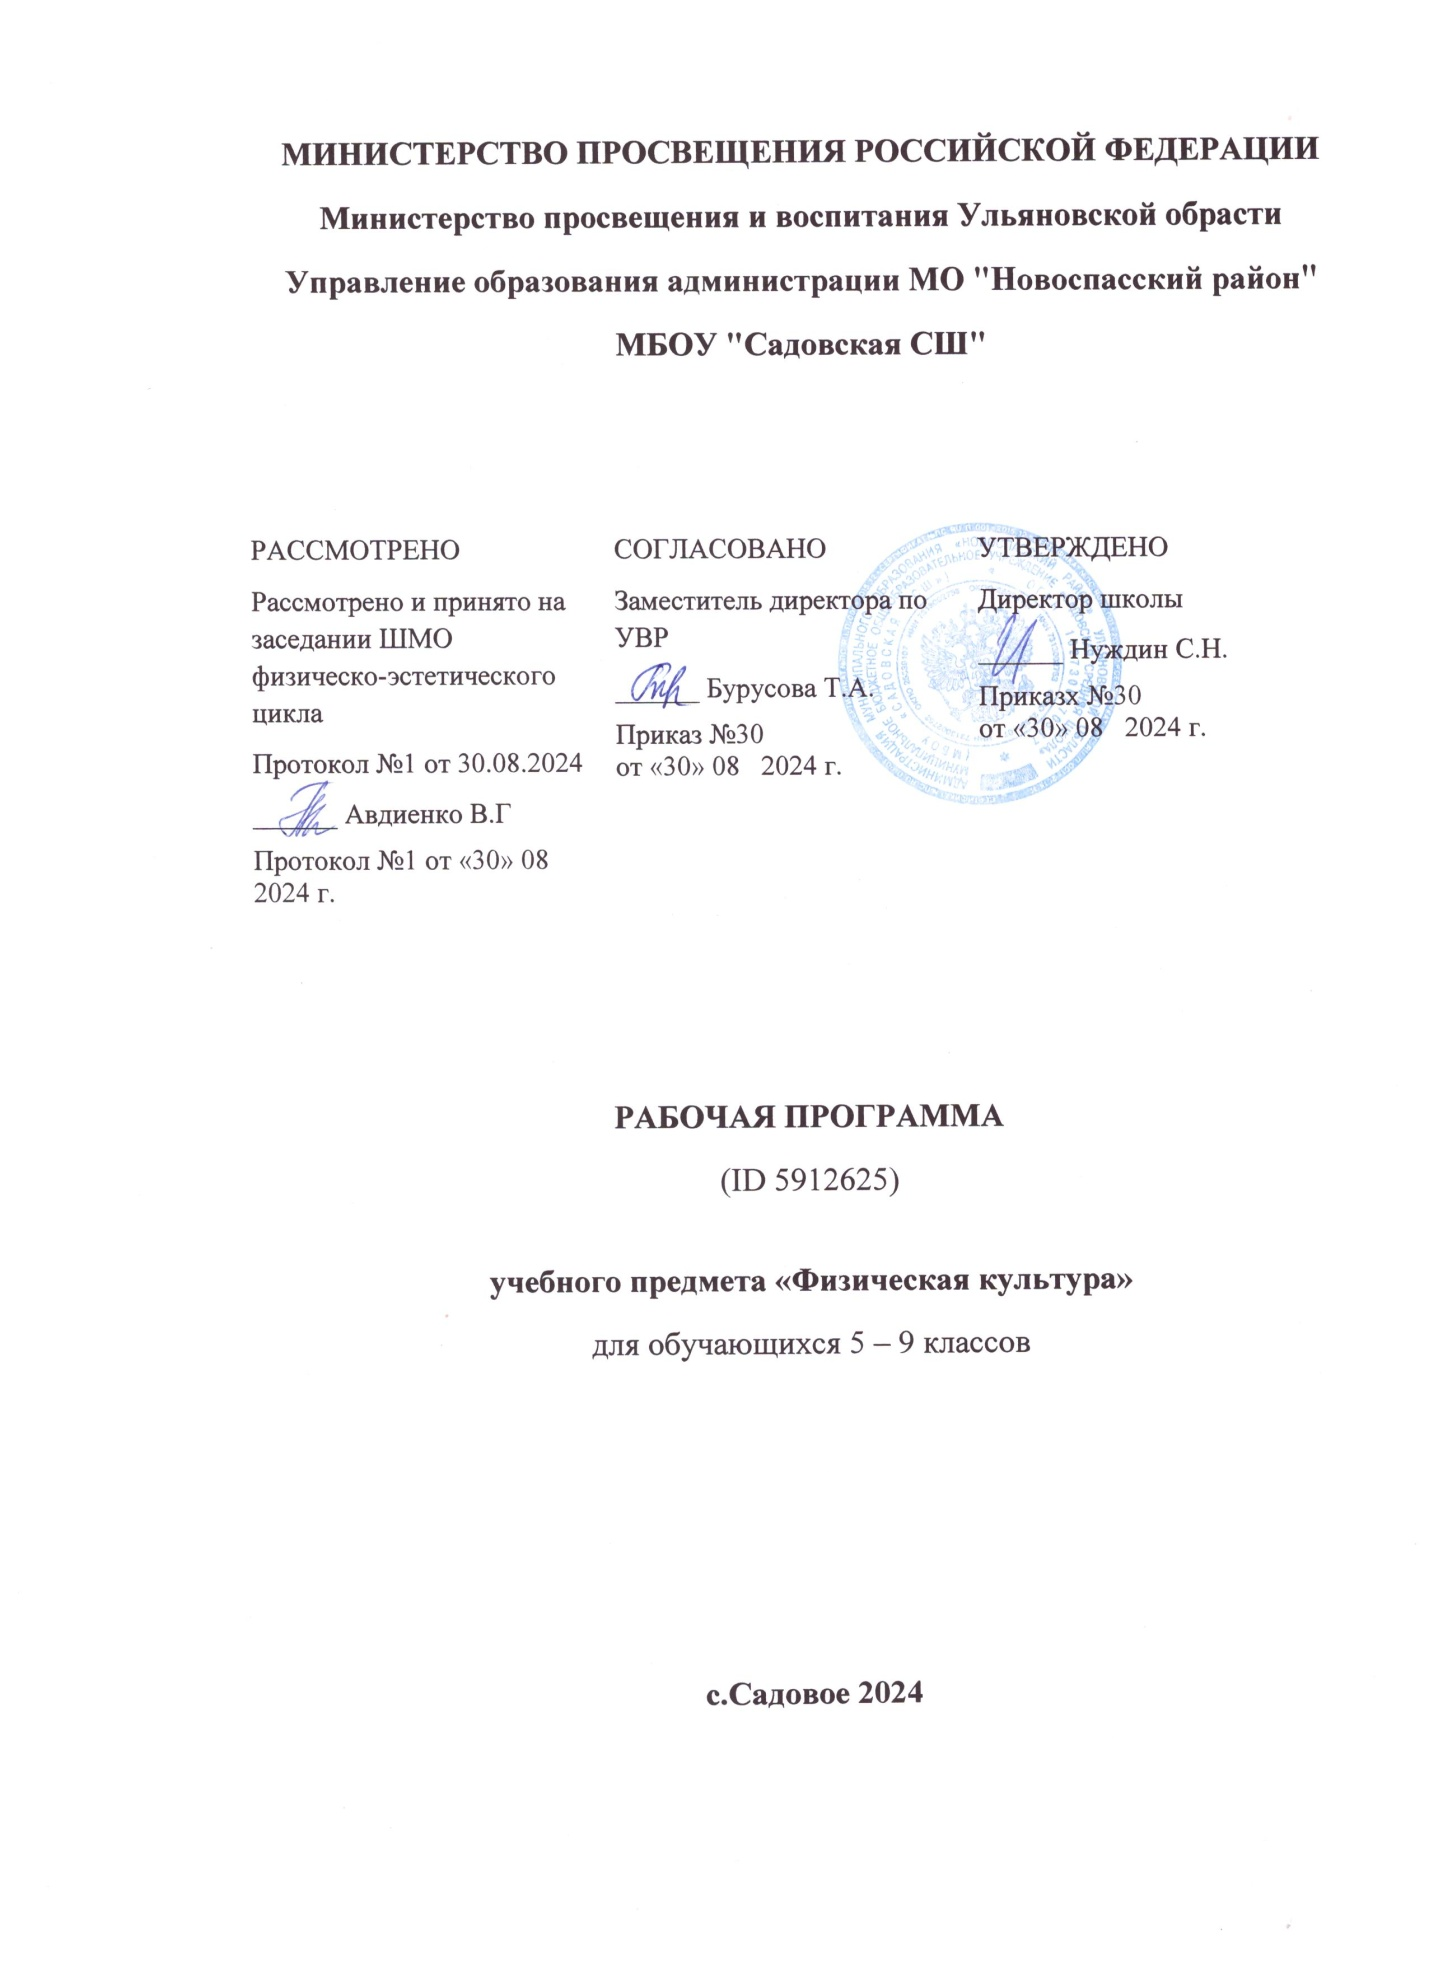 МИНИСТЕРСТВО ПРОСВЕЩЕНИЯ РОССИЙСКОЙ ФЕДЕРАЦИИ
Министерство просвещения и воспитания Ульяновской обрасти
Управление образования администрации МО "Новоспасский район"
МБОУ "Садовская СШ"
РАССМОТРЕНО
Рассмотрено и принято на
заседании ШМО
физическо-эстетического
цикла
Протокол №1 от 30.08.2024
______ Авдиенко В.Г
Протокол №1 от «30» 08
2024 г.
СОГЛАСОВАНО
Заместитель директора по
УВР
______ Бурусова Т.А.
Приказ №30
от «30» 08 2024 г.
УТВЕРЖДЕНО
Директор школы
______ Нуждин С.Н.
Приказх №30
от «30» 08 2024 г.
РАБОЧАЯ ПРОГРАММА
(ID 5912625)
учебного предмета «Физическая культура»
для обучающихся 5 – 9 классов
с.Садовое 2024